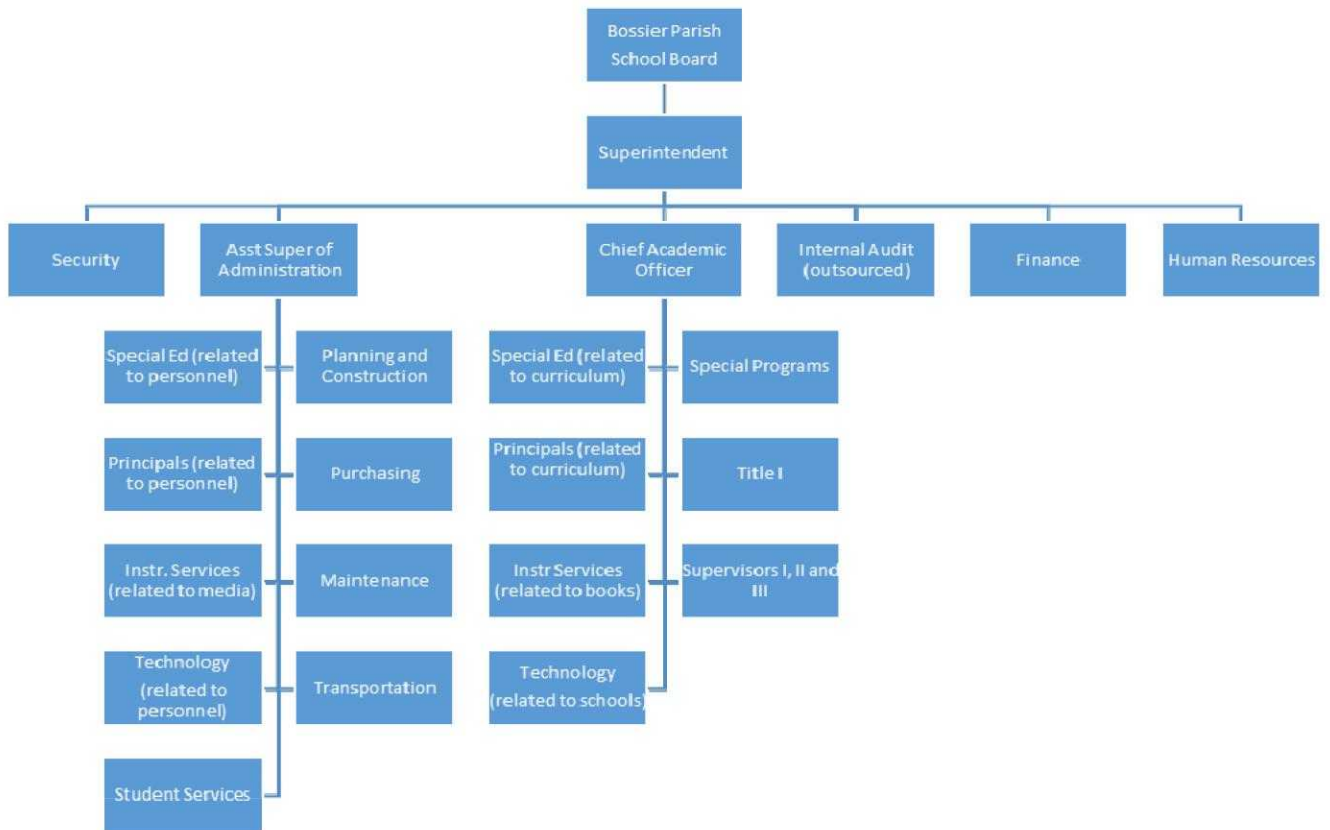 Bossier Parish
School Board
Superintendent
Security
Asst Super of
Administration
Chief Academic
Officer
Internal Audit
(outsourced)
Finance
Human Resources
Special Ed (related
to personnel)
Planning and
Construction
Special Ed (related
to curriculum)
Special Programs
Principals (related
to personnel)
Purchasing
Principals (related
to curriculum)
Title I
Instr. Services
(related to media)
Maintenance
Instr Services
(related to books)
Supervisors I, II and
III
Technology
(related to
personnel)
Transportation
Technology
(related to schools)
Student Services